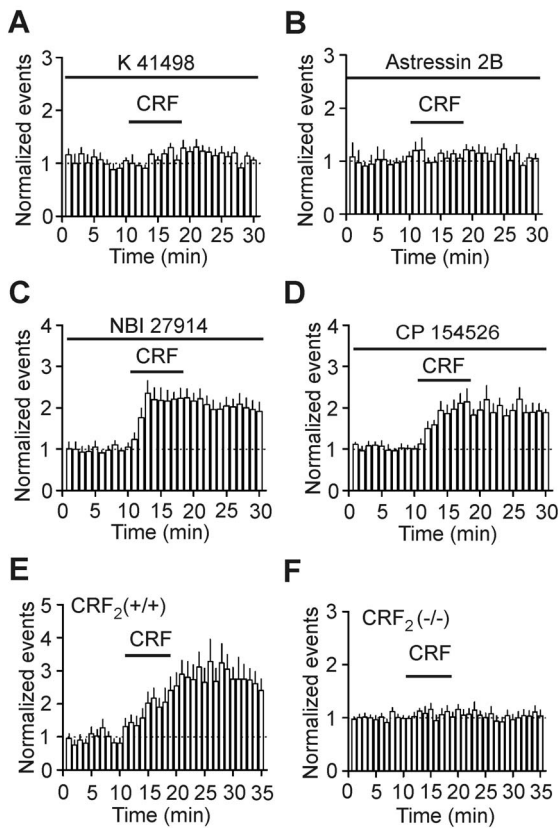 A
K 41498
CRF
Normalized events
3
2
1
0
0 5 10 15 20 25 30
Time (min)
B
Astressin 2B
CRF
Normalized events
3
2
1
0
0 5 10 15 20 25 30
Time (min)
C
NBI 27914
CRF
Normalized events
4
3
2
1
0
0 5 10 15 20 25 30
Time (min)
D
CP 154526
CRF
Normalized events
4
3
2
1
0
0 5 10 15 20 25 30
Time (min)
E
CRF₂(+/+)
CRF
Normalized events
5
4
3
2
1
0
0 5 10 15 20 25 30 35
Time (min)
F
CRF₂(-/-)
CRF
Normalized events
3
2
1
0
0 5 10 15 20 25 30 35
Time (min)